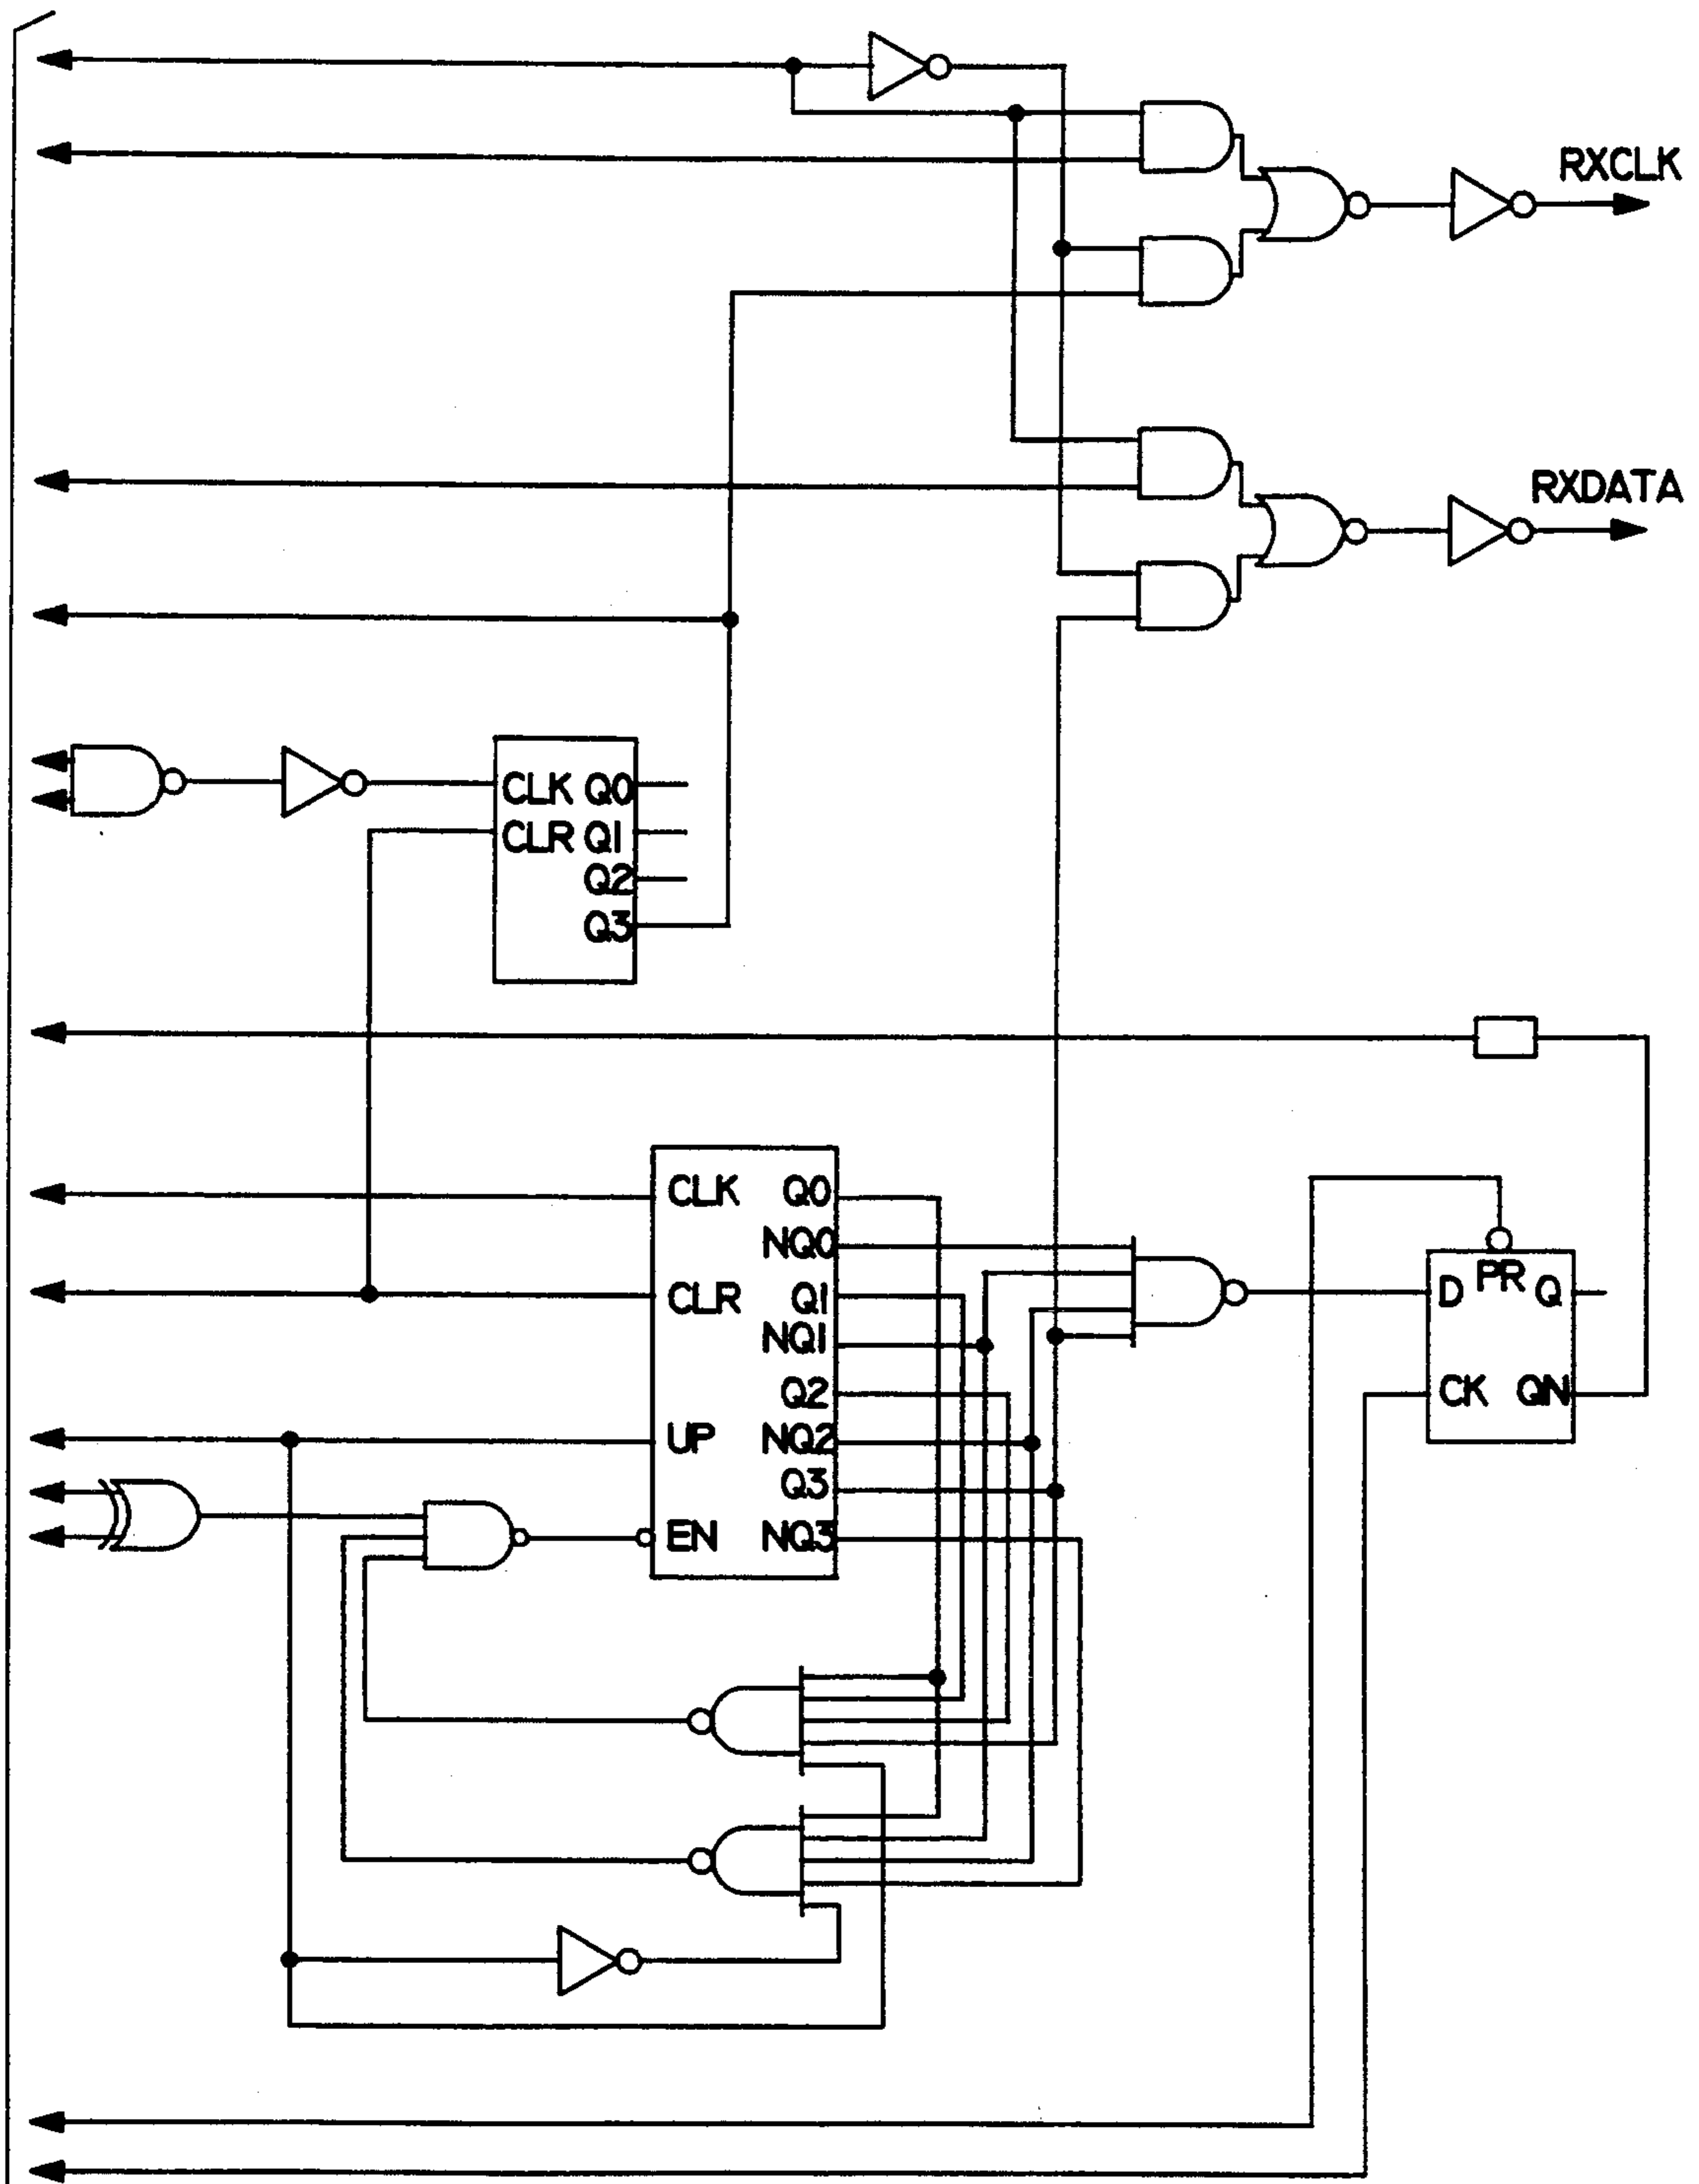 RXCLK
RXDATA
CLK Q0
CLR Q1
Q2
Q3
CLK Q0
NQ0
CLR Q1
NQ1
Q2
UP NQ2
Q3
EN NQ3
D PR Q
CK QN